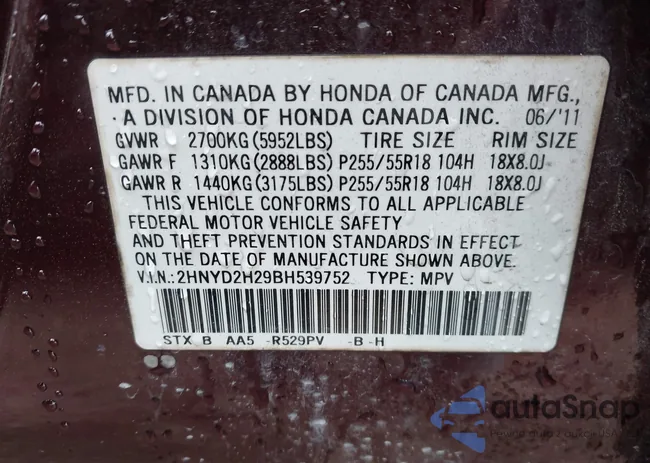 MFD. IN CANADA BY HONDA OF CANADA MFG.,
A DIVISION OF HONDA CANADA INC. 06/'11
GVWR 2700KG(5952LBS) TIRE SIZE RIM SIZE
GAWR F 1310KG(2888LBS) P255/55R18 104H 18X8.0J
GAWR R 1440KG(3175LBS) P255/55R18 104H 18X8.0J
THIS VEHICLE CONFORMS TO ALL APPLICABLE
FEDERAL MOTOR VEHICLE SAFETY
AND THEFT PREVENTION STANDARDS IN EFFECT
ON THE DATE OF MANUFACTURE SHOWN ABOVE.
V.I.N.: 2HNYD2H29BH539752 TYPE: MPV
STX B AA5 -R529PV -B -H
autoSnap